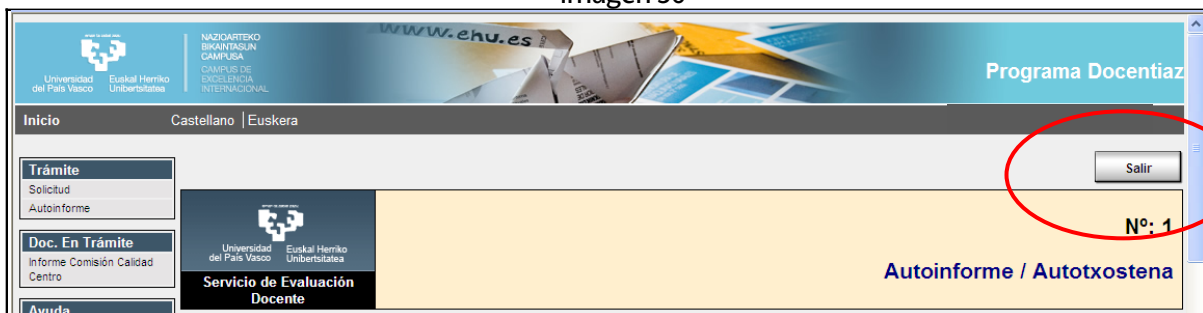 NAZIOARTEKO
BIKAINTASUN
CAMPUSA
CAMPUS DE
EXCELENCIA
INTERNACIONAL
Universidad del País Vasco
Euskal Herriko Unibertsitatea
www.ehu.es
Programa Docentiaz
Inicio
Castellano | Euskera
Salir
Trámite
Solicitud
Autoinforme
Doc. En Trámite
Informe Comisión Calidad
Centro
Ayuda
Universidad del País Vasco
Euskal Herriko Unibertsitatea
Servicio de Evaluación
Docente
Nº: 1
Autoinforme / Autotxostena